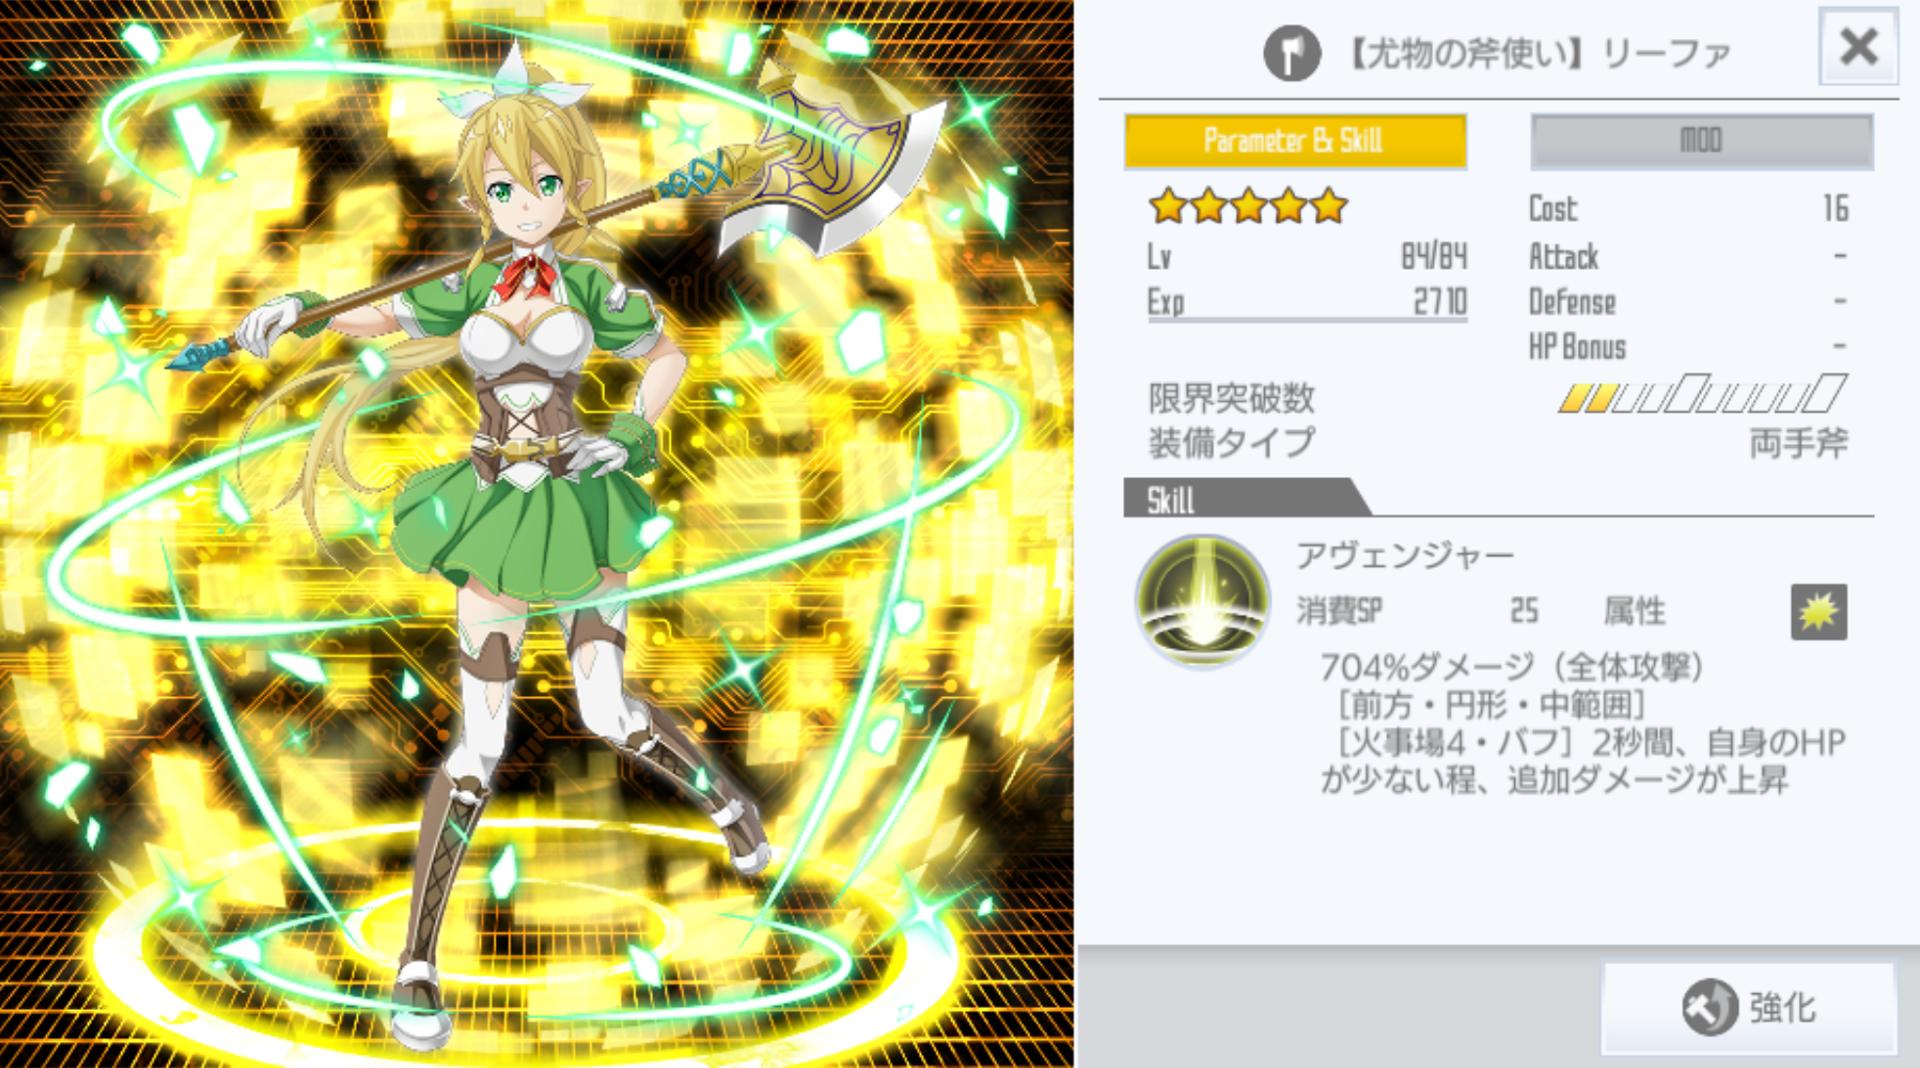 【尤物の斧使い】リーファ
Parameter & Skill
MOD
Cost 16
Lv 84/84
Attack -
Exp 2710
Defense -
HP Bonus -
限界突破数
装備タイプ 両手斧
Skill
アヴェンジャー
消費SP 25 属性
704%ダメージ（全体攻撃）
［前方・円形・中範囲］
［火事場4・バフ］2秒間、自身のHP
が少ない程、追加ダメージが上昇
強化